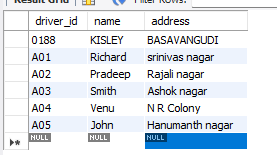 Result Grid Filter Rows:
driver_id name address
0188 KISLEY BASAVANGUDI
A01 Richard srinivas nagar
A02 Pradeep Rajali nagar
A03 Smith Ashok nagar
A04 Venu N R Colony
A05 John Hanumanth nagar
NULL NULL NULL